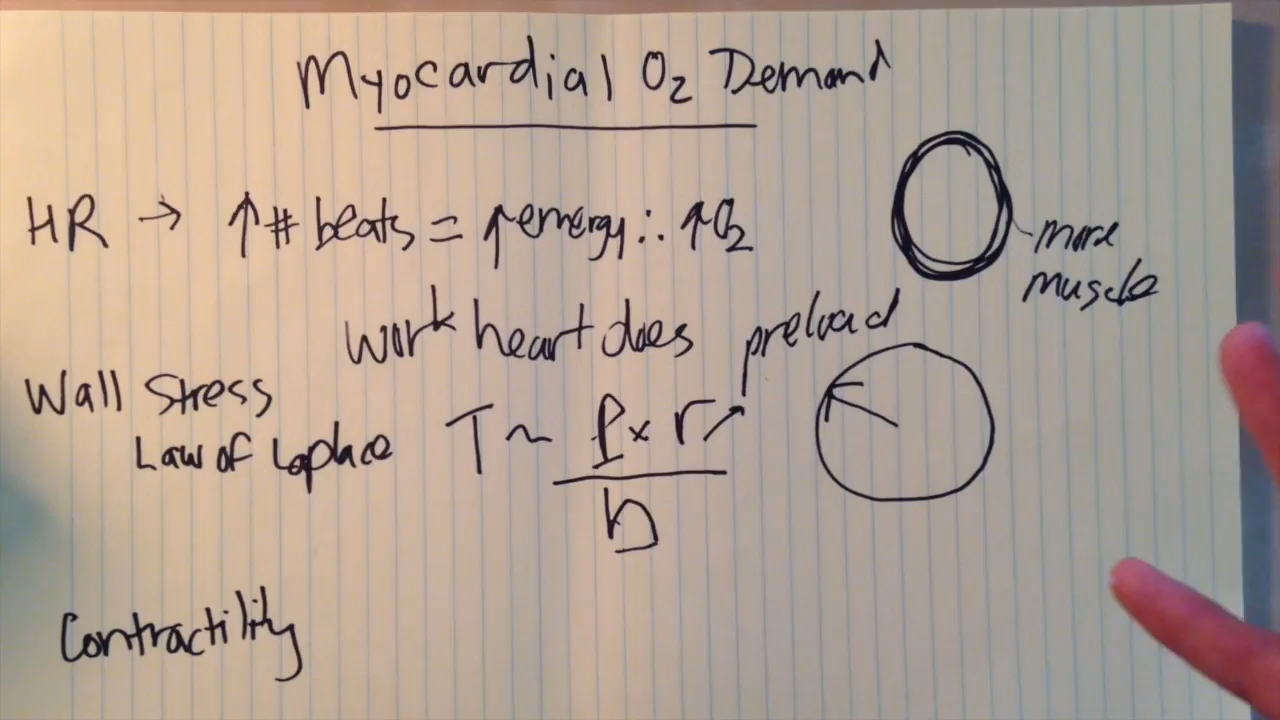 Myocardial O2 Demand
HR → ↑ # beats = ↑ energy ∴ ↑ O2
more
muscle
work heart does
preload
Wall Stress
Law of Laplace
T ~ P x r
h
Contractility